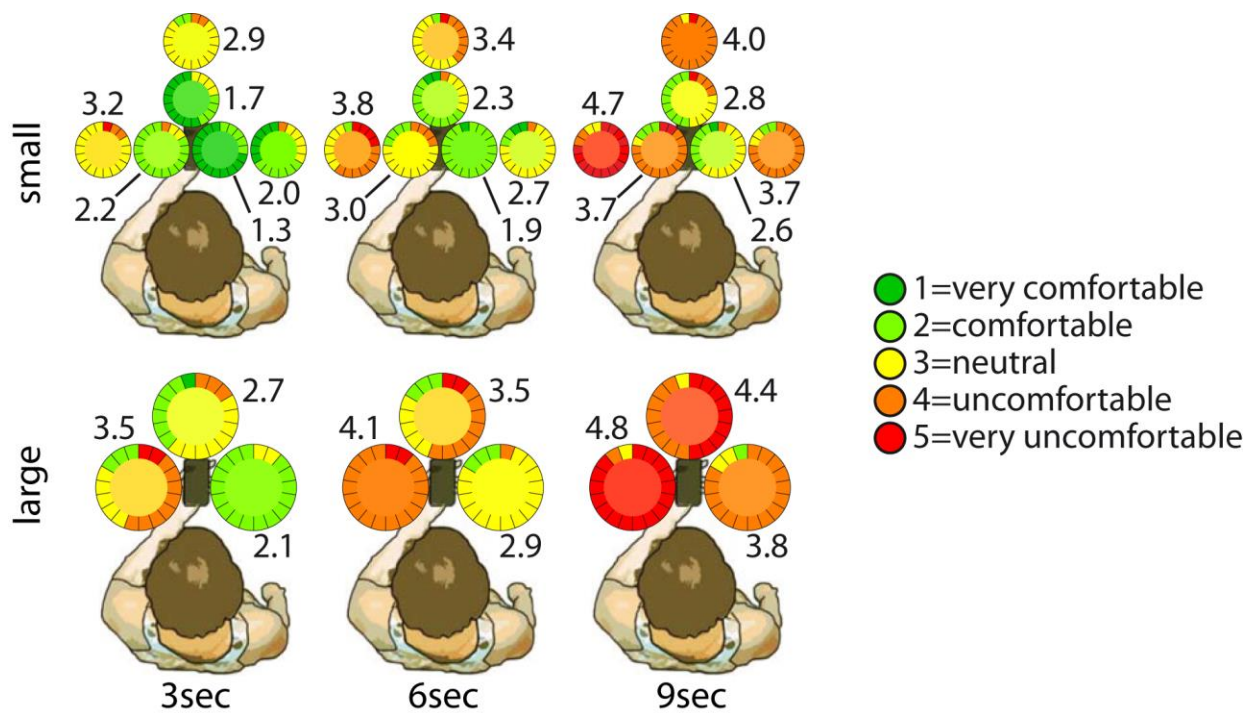 small
2.9
1.7
3.2
2.2
2.0
1.3
3.4
2.3
3.8
3.0
2.7
1.9
4.0
2.8
4.7
3.7
3.7
2.6
1=very comfortable
2=comfortable
3=neutral
4=uncomfortable
5=very uncomfortable
large
2.7
3.5
2.1
3.5
4.1
2.9
4.4
4.8
3.8
3sec
6sec
9sec